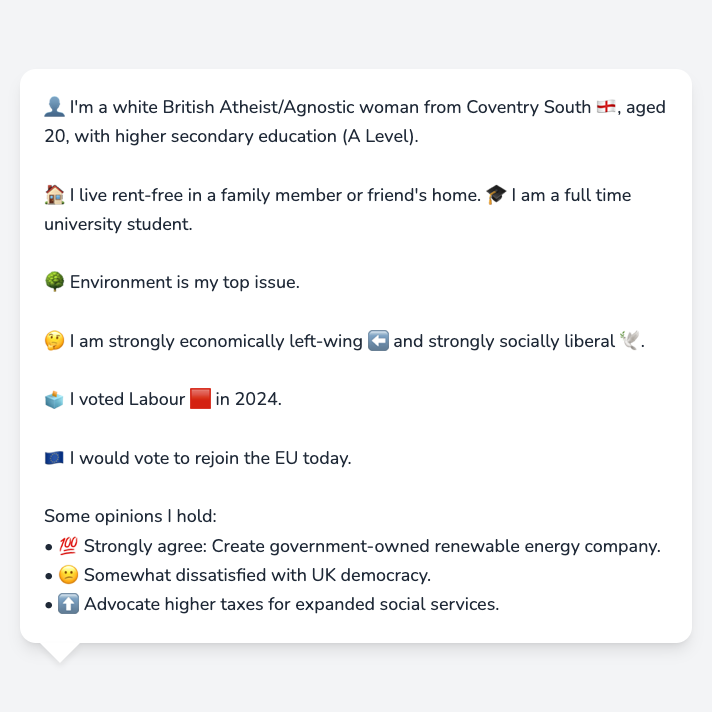 👤 I'm a white British Atheist/Agnostic woman from Coventry South 🏴󠁧󠁢󠁥󠁮󠁧󠁿, aged
20, with higher secondary education (A Level).
🏠 I live rent-free in a family member or friend's home. 🎓 I am a full time
university student.
🌳 Environment is my top issue.
🤔 I am strongly economically left-wing ⬅️ and strongly socially liberal 🕊️.
🗳️ I voted Labour 🟥 in 2024.
🇪🇺 I would vote to rejoin the EU today.
Some opinions I hold:
• 💯 Strongly agree: Create government-owned renewable energy company.
• 😕 Somewhat dissatisfied with UK democracy.
• ⬆️ Advocate higher taxes for expanded social services.